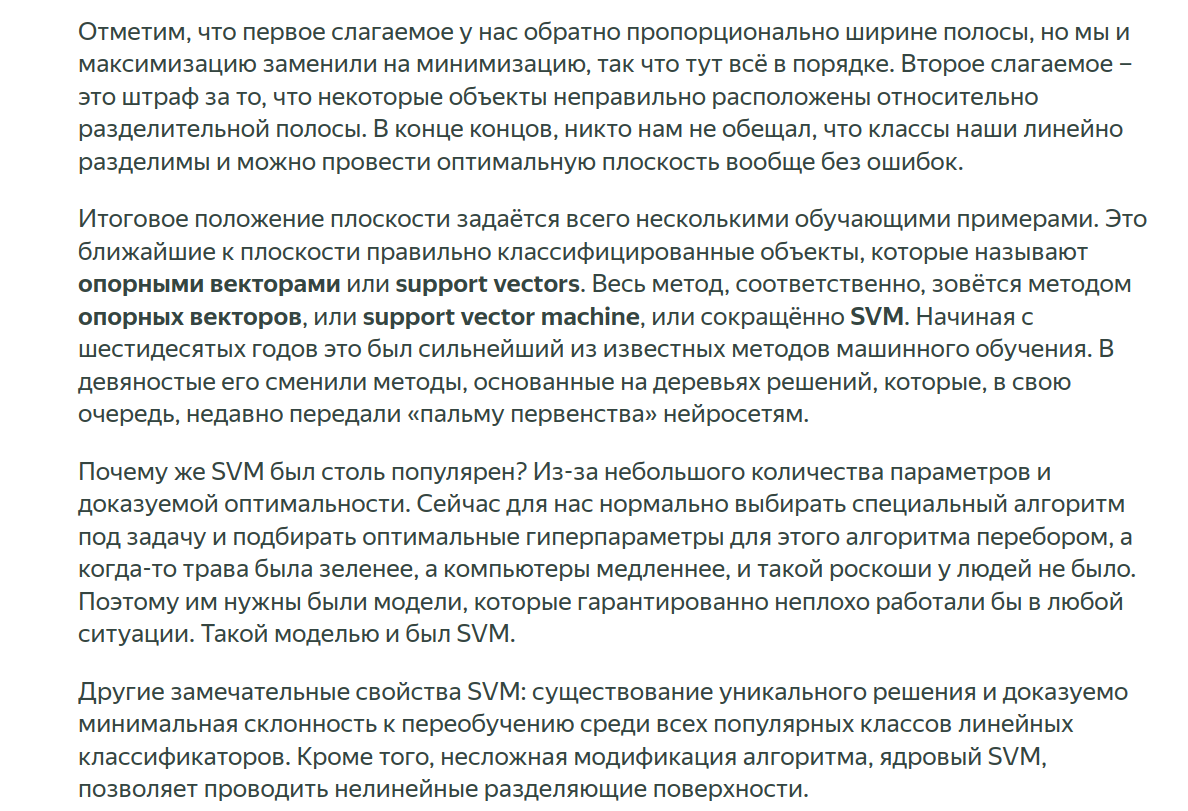 Отметим, что первое слагаемое у нас обратно пропорционально ширине полосы, но мы и
максимизацию заменили на минимизацию, так что тут всё в порядке. Второе слагаемое –
это штраф за то, что некоторые объекты неправильно расположены относительно
разделительной полосы. В конце концов, никто нам не обещал, что классы наши линейно
разделимы и можно провести оптимальную плоскость вообще без ошибок.
Итоговое положение плоскости задаётся всего несколькими обучающими примерами. Это
ближайшие к плоскости правильно классифицированные объекты, которые называют
опорными векторами или support vectors. Весь метод, соответственно, зовётся методом
опорных векторов, или support vector machine, или сокращённо SVM. Начиная с
шестидесятых годов это был сильнейший из известных методов машинного обучения. В
девяностые его сменили методы, основанные на деревьях решений, которые, в свою
очередь, недавно передали «пальму первенства» нейросетям.
Почему же SVM был столь популярен? Из-за небольшого количества параметров и
доказуемой оптимальности. Сейчас для нас нормально выбирать специальный алгоритм
под задачу и подбирать оптимальные гиперпараметры для этого алгоритма перебором, а
когда-то трава была зеленее, а компьютеры медленнее, и такой роскоши у людей не было.
Поэтому им нужны были модели, которые гарантированно неплохо работали бы в любой
ситуации. Такой моделью и был SVM.
Другие замечательные свойства SVM: существование уникального решения и доказуемо
минимальная склонность к переобучению среди всех популярных классов линейных
классификаторов. Кроме того, несложная модификация алгоритма, ядровый SVM,
позволяет проводить нелинейные разделяющие поверхности.